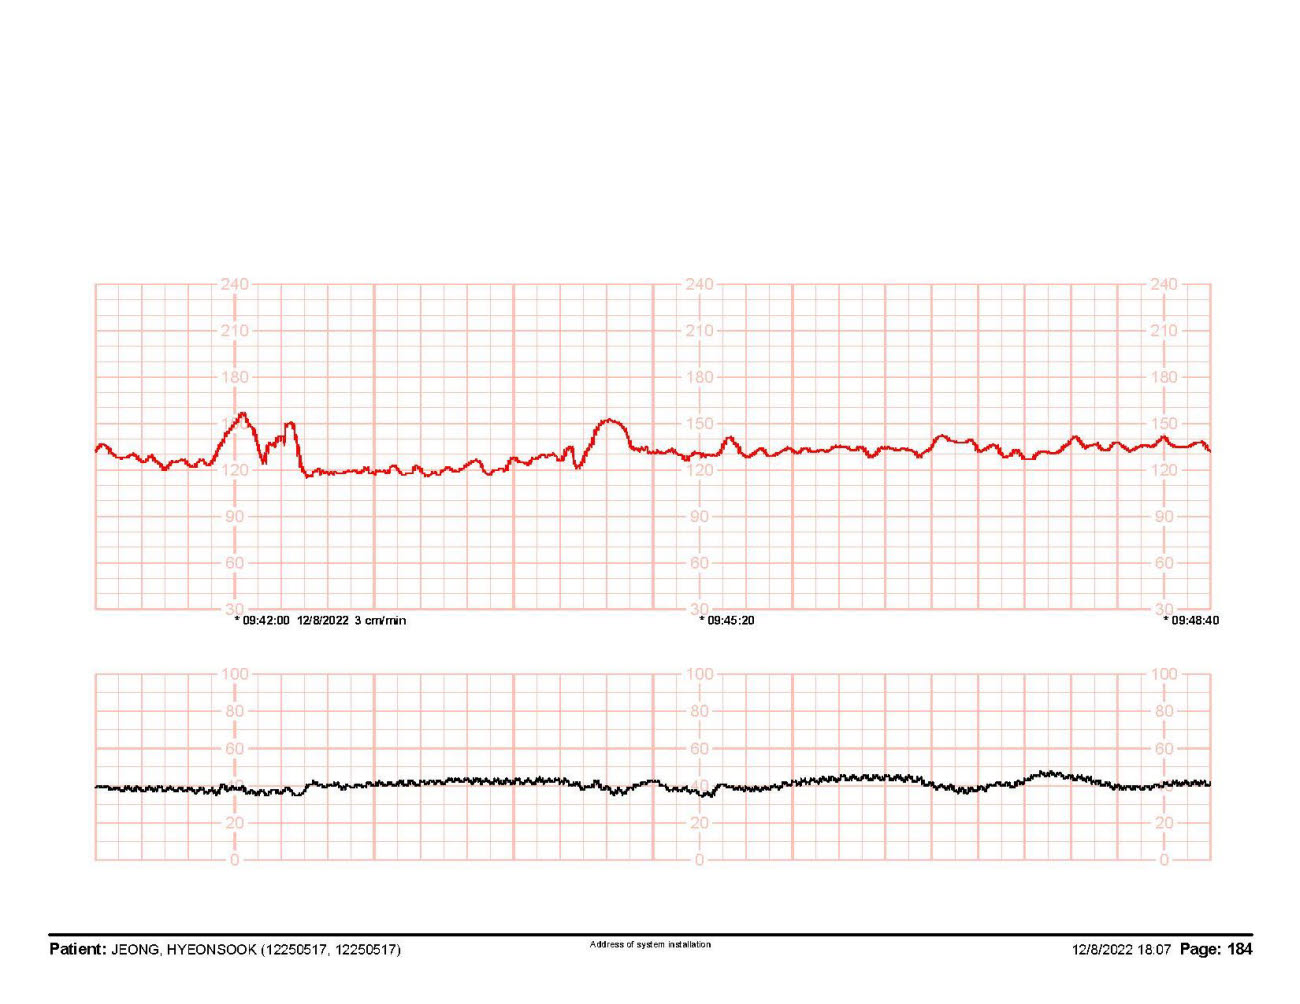 240 240 240
210 210 210
180 180 180
150 150 150
120 120 120
90 90 90
60 60 60
30 30 30
* 09:42:00 12/8/2022 3 cm/min * 09:45:20 * 09:48:40
100 100 100
80 80 80
60 60 60
40 40 40
20 20 20
0 0 0
Patient: JEONG, HYEONSOOK (12250517, 12250517) Address of system installation 12/8/2022 18:07 Page: 184